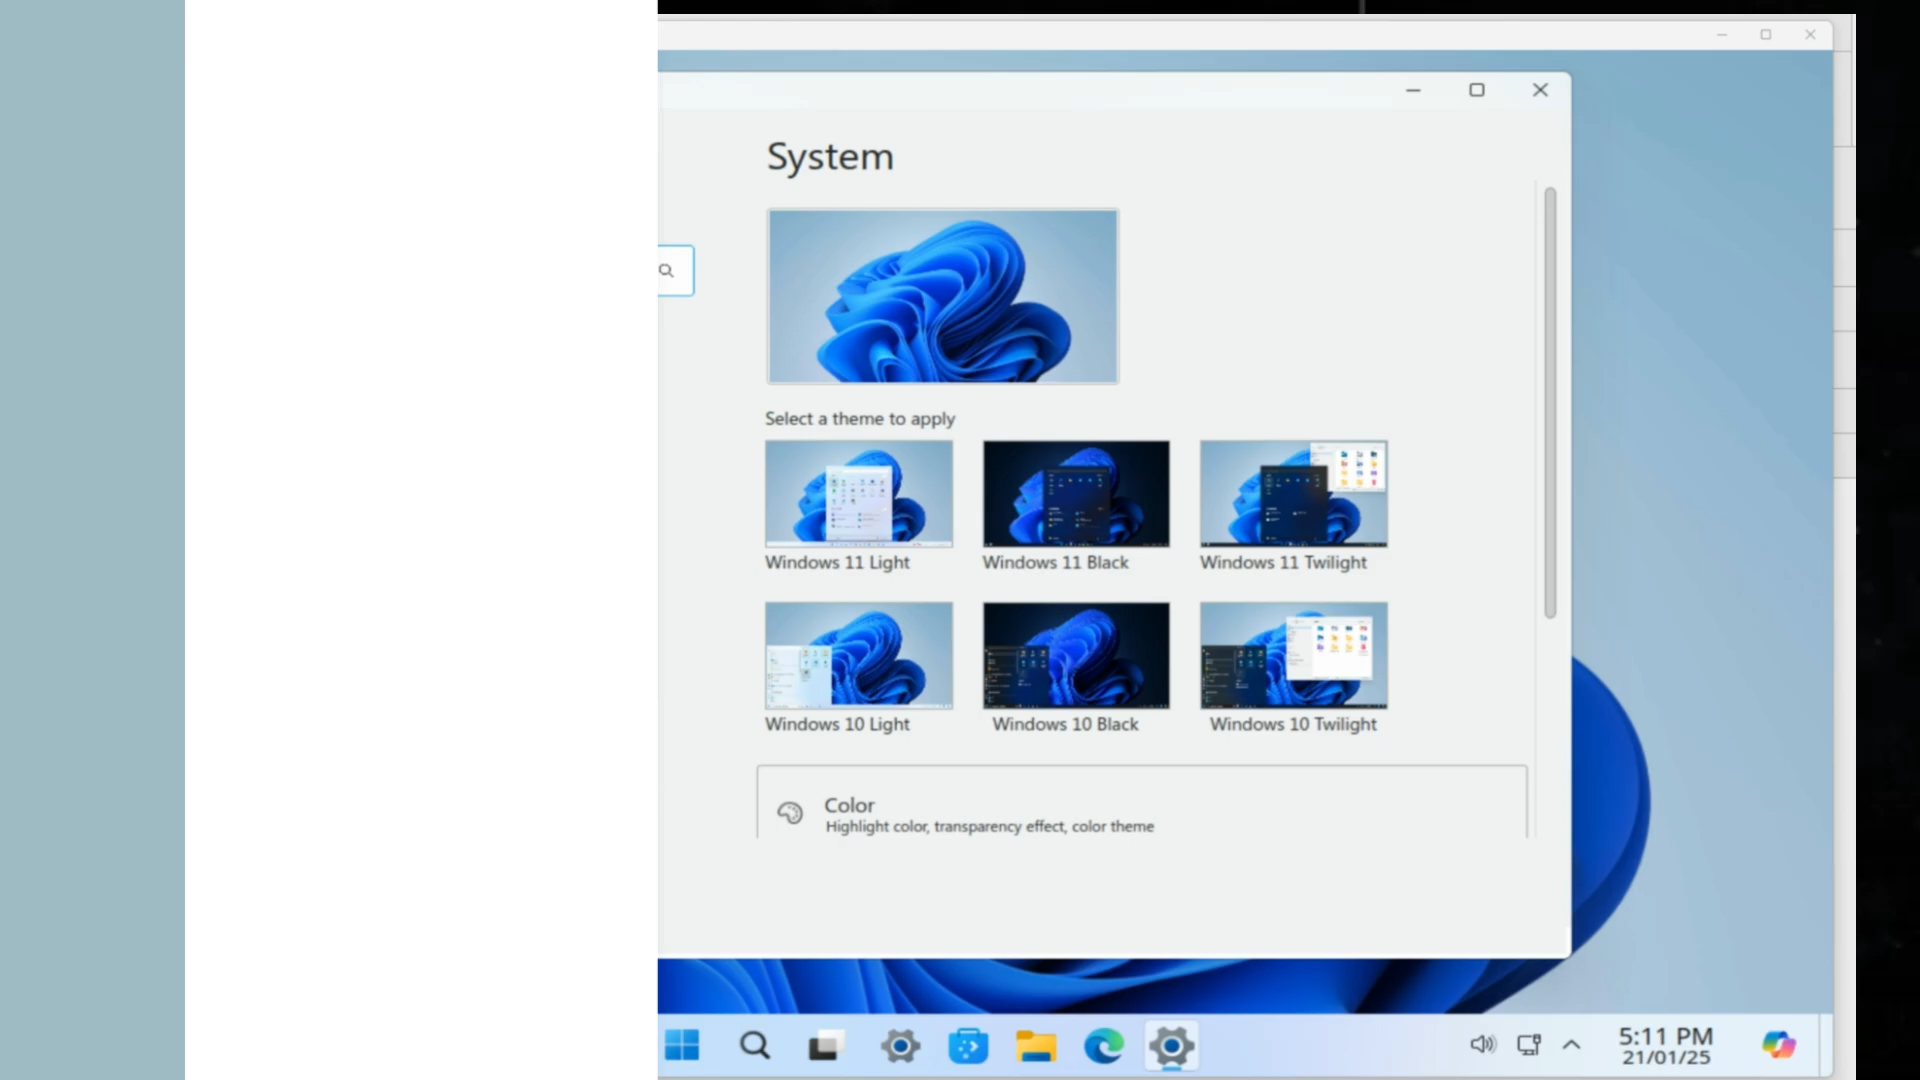 System
Select a theme to apply
Windows 11 Light
Windows 11 Black
Windows 11 Twilight
Windows 10 Light
Windows 10 Black
Windows 10 Twilight
Color
Highlight color, transparency effect, color theme
5:11 PM
21/01/25